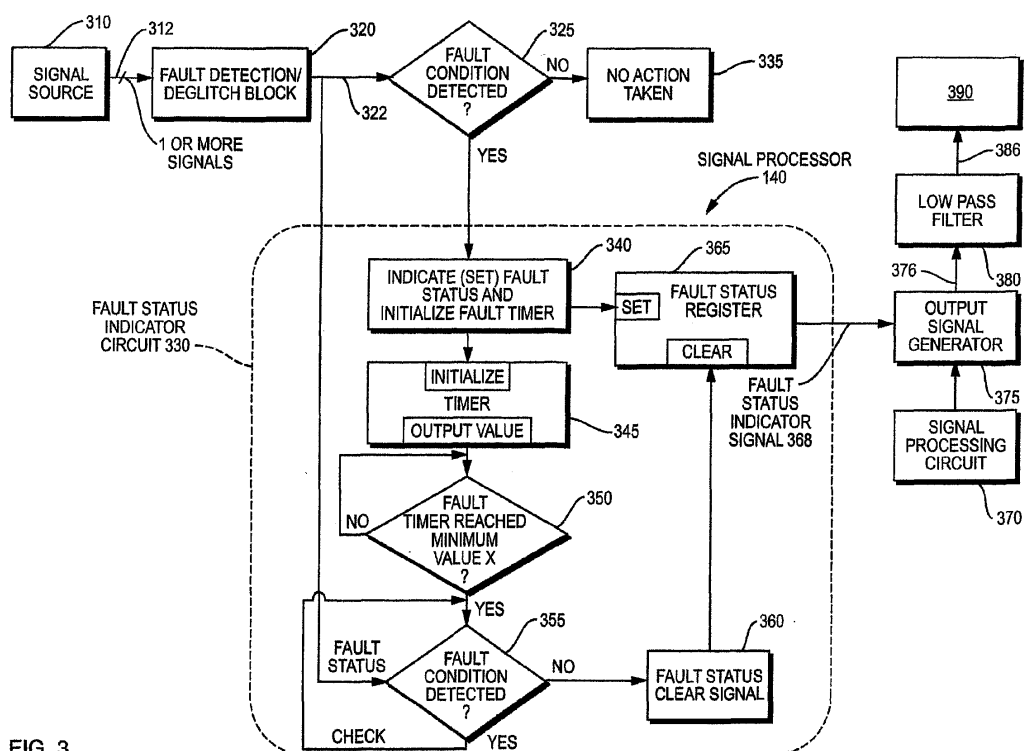 310
312
SIGNAL
SOURCE
320
FAULT DETECTION/
DEGLITCH BLOCK
1 OR MORE
SIGNALS
322
325
FAULT
CONDITION
DETECTED
?
NO
YES
335
NO ACTION
TAKEN
390
386
LOW PASS
FILTER
380
376
OUTPUT
SIGNAL
GENERATOR
375
SIGNAL
PROCESSING
CIRCUIT
370
SIGNAL PROCESSOR
140
FAULT STATUS
INDICATOR
CIRCUIT 330
340
INDICATE (SET) FAULT
STATUS AND
INITIALIZE FAULT TIMER
365
SET
FAULT STATUS
REGISTER
CLEAR
FAULT
STATUS
INDICATOR
SIGNAL 368
INITIALIZE
TIMER
OUTPUT VALUE
345
FAULT
TIMER REACHED
MINIMUM
VALUE X
?
350
NO
YES
FAULT
STATUS
355
FAULT
CONDITION
DETECTED
?
NO
YES
CHECK
360
FAULT STATUS
CLEAR SIGNAL
FIG. 3